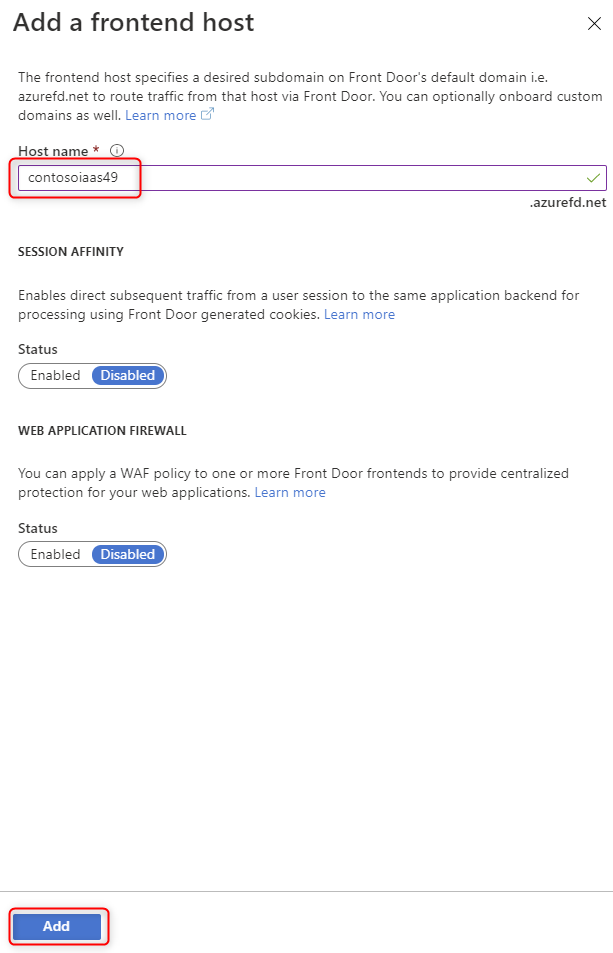 Add a frontend host
The frontend host specifies a desired subdomain on Front Door's default domain i.e.
azurefd.net to route traffic from that host via Front Door. You can optionally onboard custom
domains as well. Learn more
Host name *
contosoiaas49
.azurefd.net
SESSION AFFINITY
Enables direct subsequent traffic from a user session to the same application backend for
processing using Front Door generated cookies. Learn more
Status
Enabled Disabled
WEB APPLICATION FIREWALL
You can apply a WAF policy to one or more Front Door frontends to provide centralized
protection for your web applications. Learn more
Status
Enabled Disabled
Add